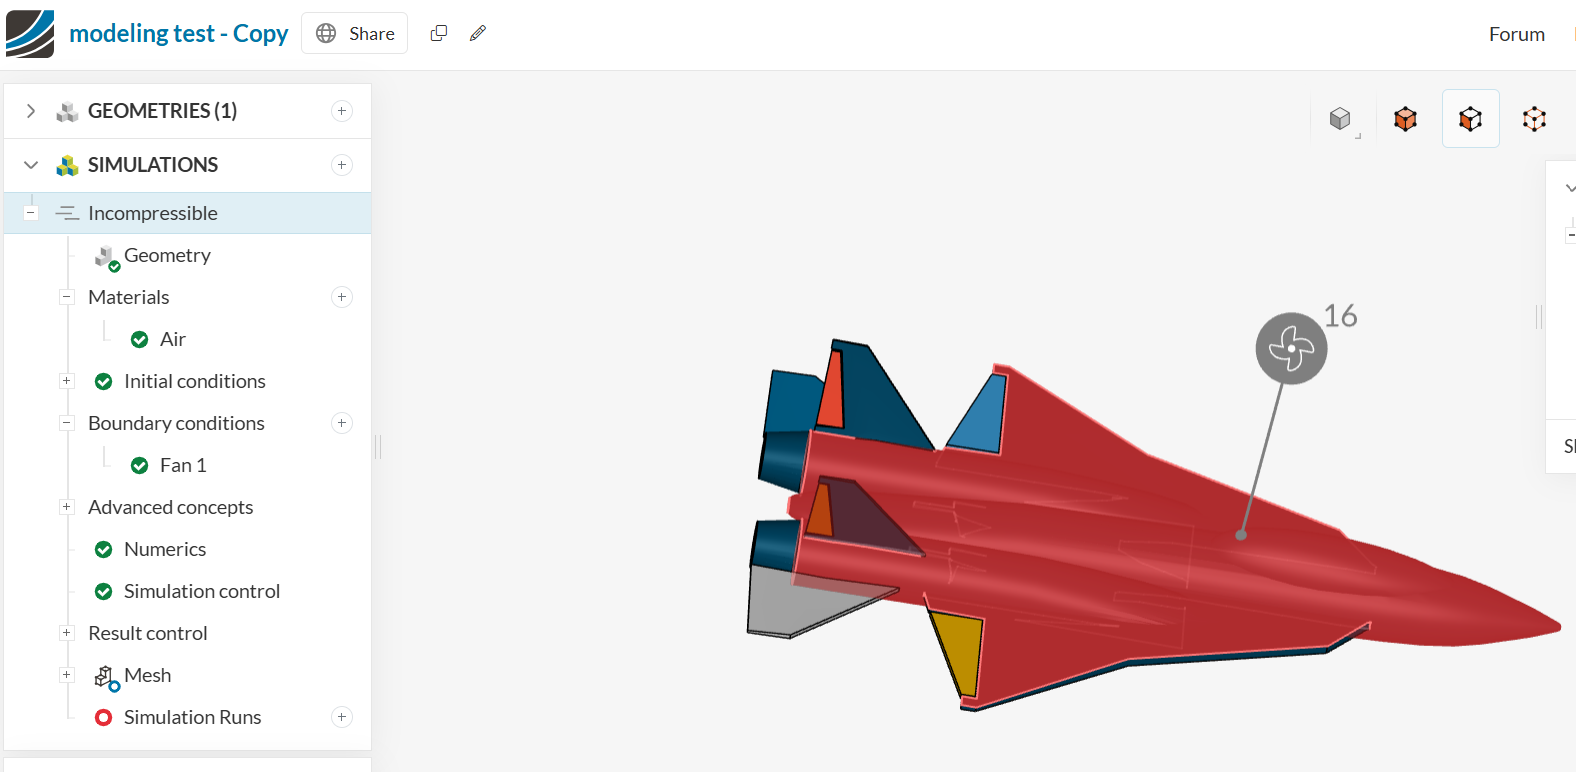 modeling test - Copy
Share
Forum
GEOMETRIES (1)
SIMULATIONS
Incompressible
Geometry
Materials
Air
Initial conditions
Boundary conditions
Fan 1
Advanced concepts
Numerics
Simulation control
Result control
Mesh
Simulation Runs
16